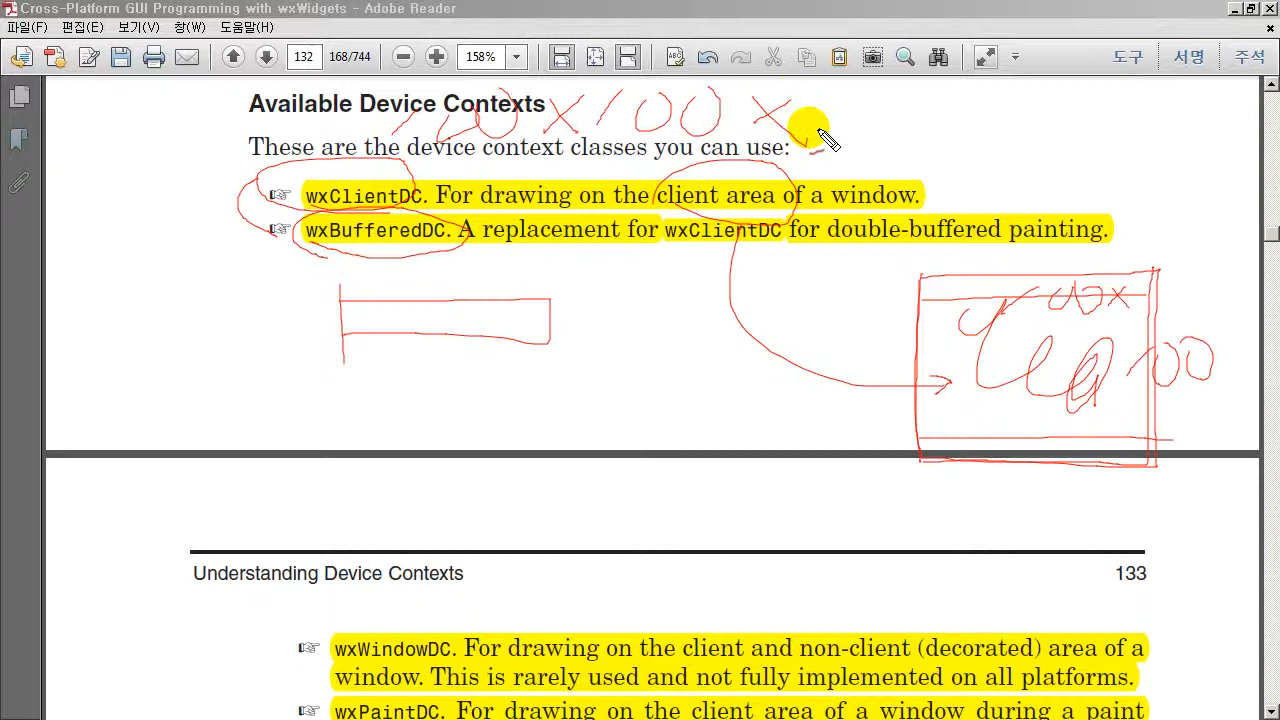 Cross-Platform GUI Programming with wxWidgets - Adobe Reader
파일(F) 편집(E) 보기(V) 창(W) 도움말(H)
132 168/744 158% 도구 서명 주석
Available Device Contexts
These are the device context classes you can use:
☞ wxClientDC. For drawing on the client area of a window.
☞ wxBufferedDC. A replacement for wxClientDC for double-buffered painting.
100
Understanding Device Contexts 133
☞ wxWindowDC. For drawing on the client and non-client (decorated) area of a
window. This is rarely used and not fully implemented on all platforms.
☞ wxPaintDC. For drawing on the client area of a window during a paint